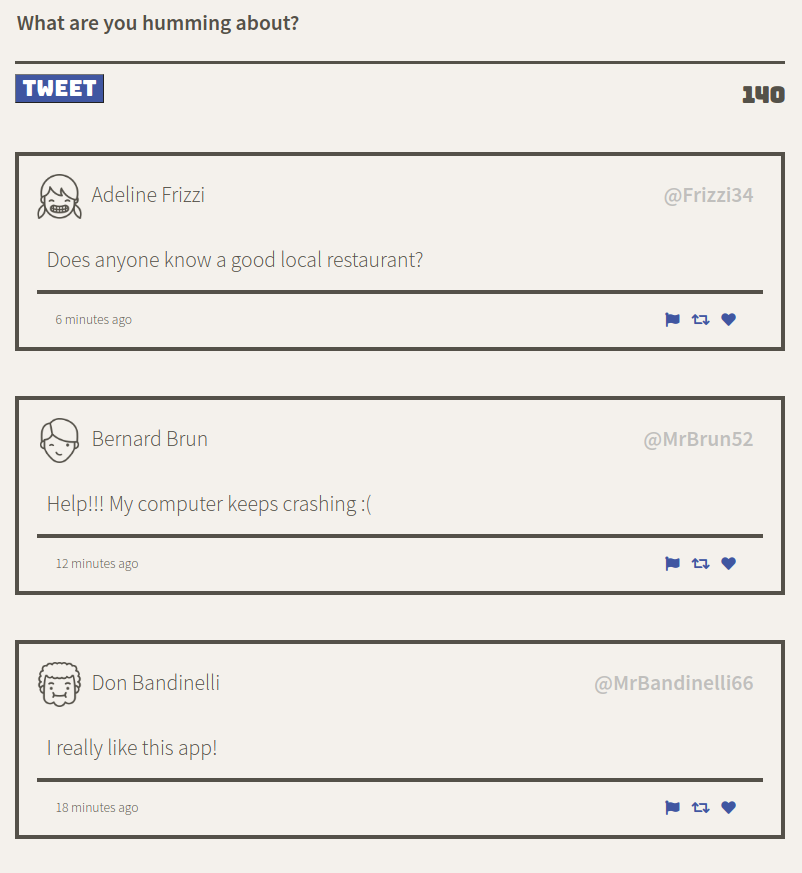 What are you humming about?
TWEET 140
Adeline Frizzi @Frizzi34
Does anyone know a good local restaurant?
6 minutes ago
Bernard Brun @MrBrun52
Help!!! My computer keeps crashing :(
12 minutes ago
Don Bandinelli @MrBandinelli66
I really like this app!
18 minutes ago